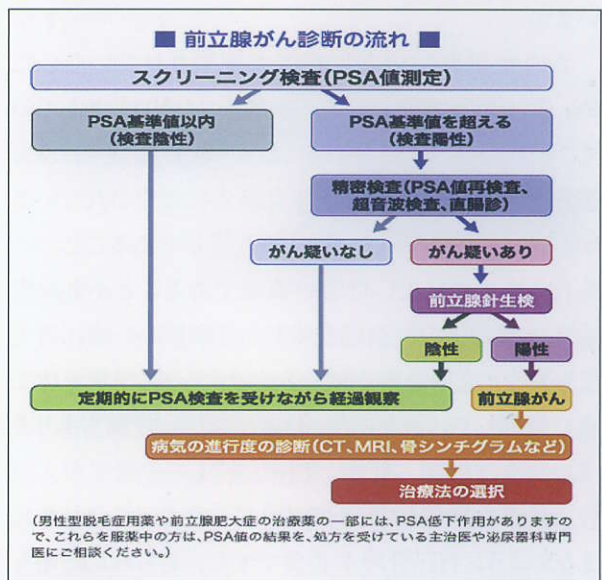 ■ 前立腺がん診断の流れ ■
スクリーニング検査(PSA値測定)
PSA基準値以内
(検査陰性)
PSA基準値を超える
(検査陽性)
精密検査(PSA値再検査、
超音波検査、直腸診)
がん疑いなし
がん疑いあり
前立腺針生検
陰性
陽性
定期的にPSA検査を受けながら経過観察
前立腺がん
病気の進行度の診断(CT、MRI、骨シンチグラムなど)
治療法の選択
(男性型脱毛症用薬や前立腺肥大症の治療薬の一部には、PSA低下作用がありますの
で、これらを服薬中の方は、PSA値の結果を、処方を受けている主治医や泌尿器科専門
医にご相談ください。)